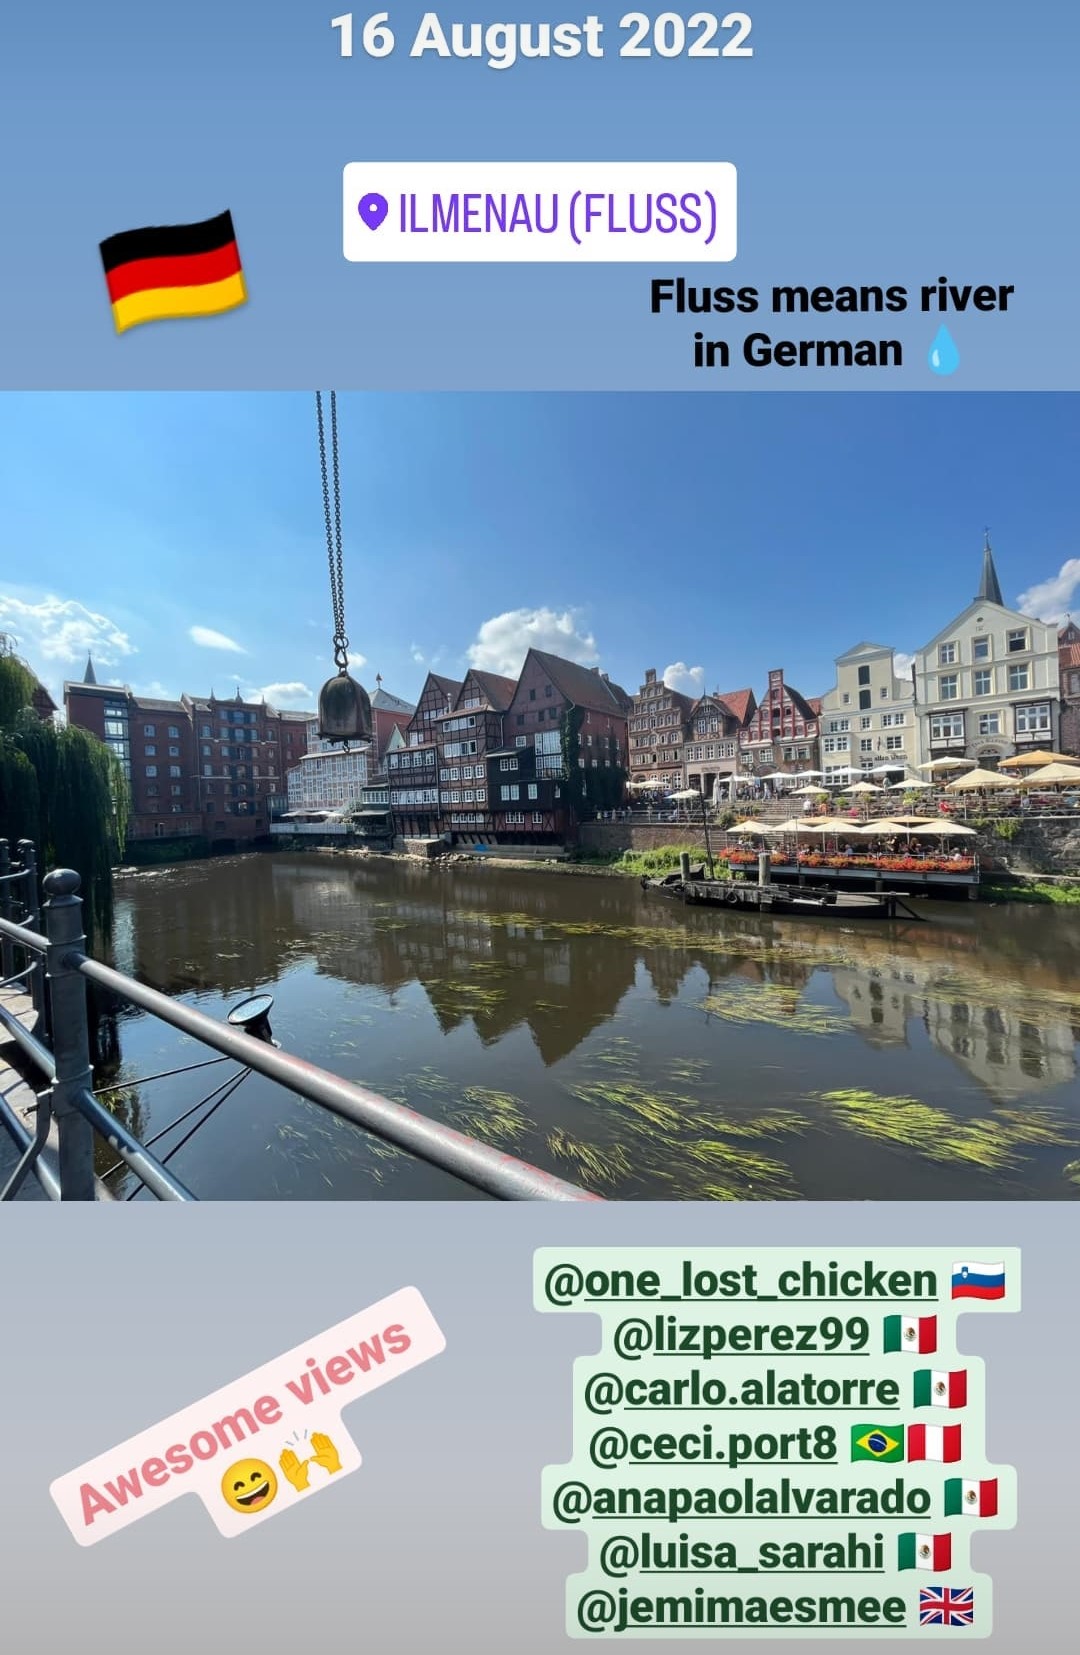 16 August 2022
ILMENAU (FLUSS)
Fluss means river
in German 💧
Awesome views
😄🙌
@one_lost_chicken 🇸🇮
@lizperez99 🇲🇽
@carlo.alatorre 🇲🇽
@ceci.port8 🇧🇷🇵🇪
@anapaolalvarado 🇲🇽
@luisa_sarahi 🇲🇽
@jemimaesmee 🇬🇧